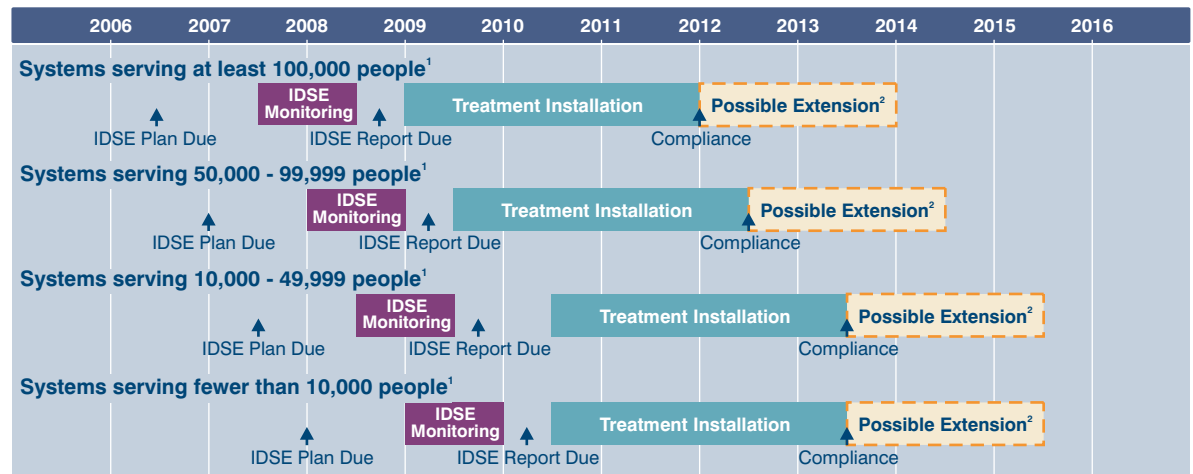 2006 2007 2008 2009 2010 2011 2012 2013 2014 2015 2016
Systems serving at least 100,000 people¹
IDSE
Monitoring
Treatment Installation
Possible Extension²
IDSE Plan Due
IDSE Report Due
Compliance
Systems serving 50,000 - 99,999 people¹
IDSE
Monitoring
Treatment Installation
Possible Extension²
IDSE Plan Due
IDSE Report Due
Compliance
Systems serving 10,000 - 49,999 people¹
IDSE
Monitoring
Treatment Installation
Possible Extension²
IDSE Plan Due
IDSE Report Due
Compliance
Systems serving fewer than 10,000 people¹
IDSE
Monitoring
Treatment Installation
Possible Extension²
IDSE Plan Due
IDSE Report Due
Compliance